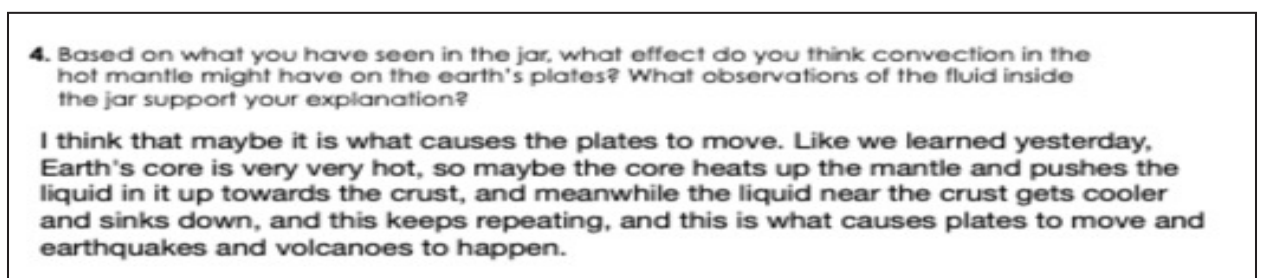 4. Based on what you have seen in the jar, what effect do you think convection in the
hot mantle might have on the earth's plates? What observations of the fluid inside
the jar support your explanation?
I think that maybe it is what causes the plates to move. Like we learned yesterday,
Earth's core is very very hot, so maybe the core heats up the mantle and pushes the
liquid in it up towards the crust, and meanwhile the liquid near the crust gets cooler
and sinks down, and this keeps repeating, and this is what causes plates to move and
earthquakes and volcanoes to happen.